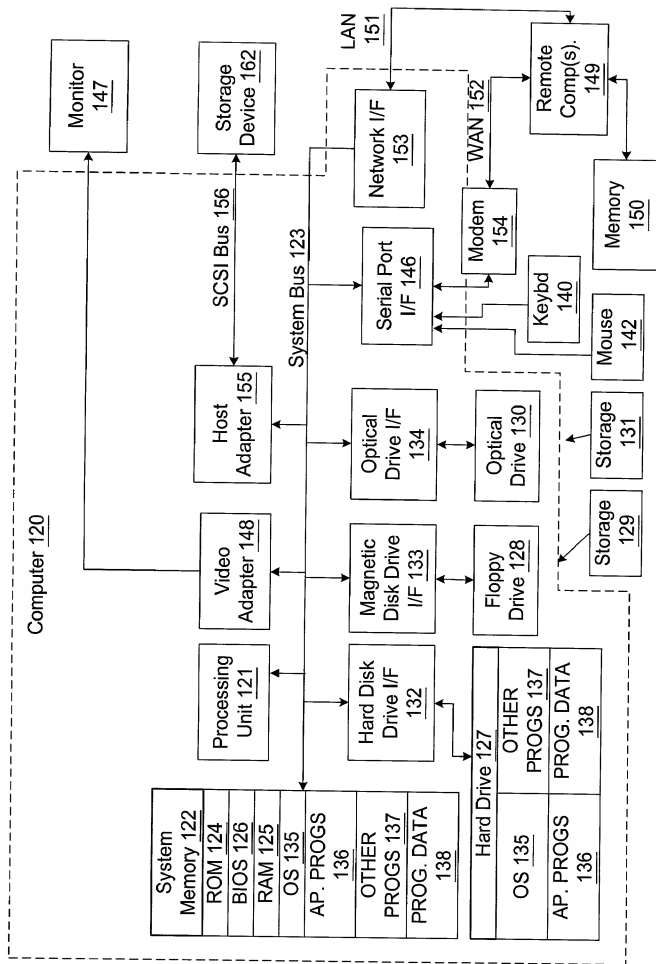 Computer 120
Monitor
147
Storage
Device 162
SCSI Bus 156
System Bus 123
LAN
151
System
Memory 122
ROM 124
BIOS 126
RAM 125
OS 135
AP. PROGS
136
OTHER
PROGS 137
PROG. DATA
138
Processing
Unit 121
Video
Adapter 148
Host
Adapter 155
Hard Disk
Drive I/F
132
Magnetic
Disk Drive
I/F 133
Optical
Drive I/F
134
Serial Port
I/F 146
Network I/F
153
WAN 152
Hard Drive 127
OS 135
OTHER
PROGS 137
AP. PROGS
136
PROG. DATA
138
Floppy
Drive 128
Optical
Drive 130
Modem
154
Keybd
140
Mouse
142
Storage
129
Storage
131
Memory
150
Remote
Comp(s).
149